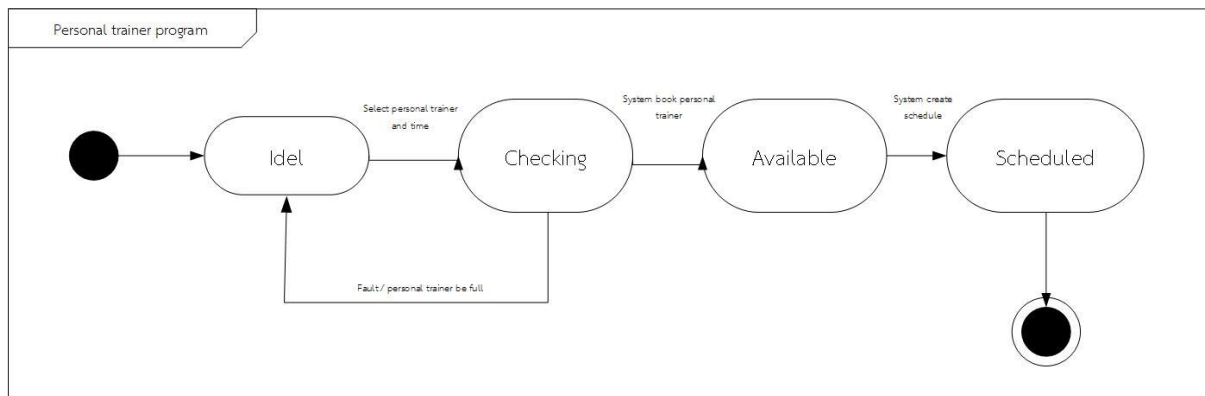 Personal trainer program
Select personal trainer
and time
System book personal
trainer
System create
schedule
Idel
Checking
Available
Scheduled
Fault / personal trainer be full